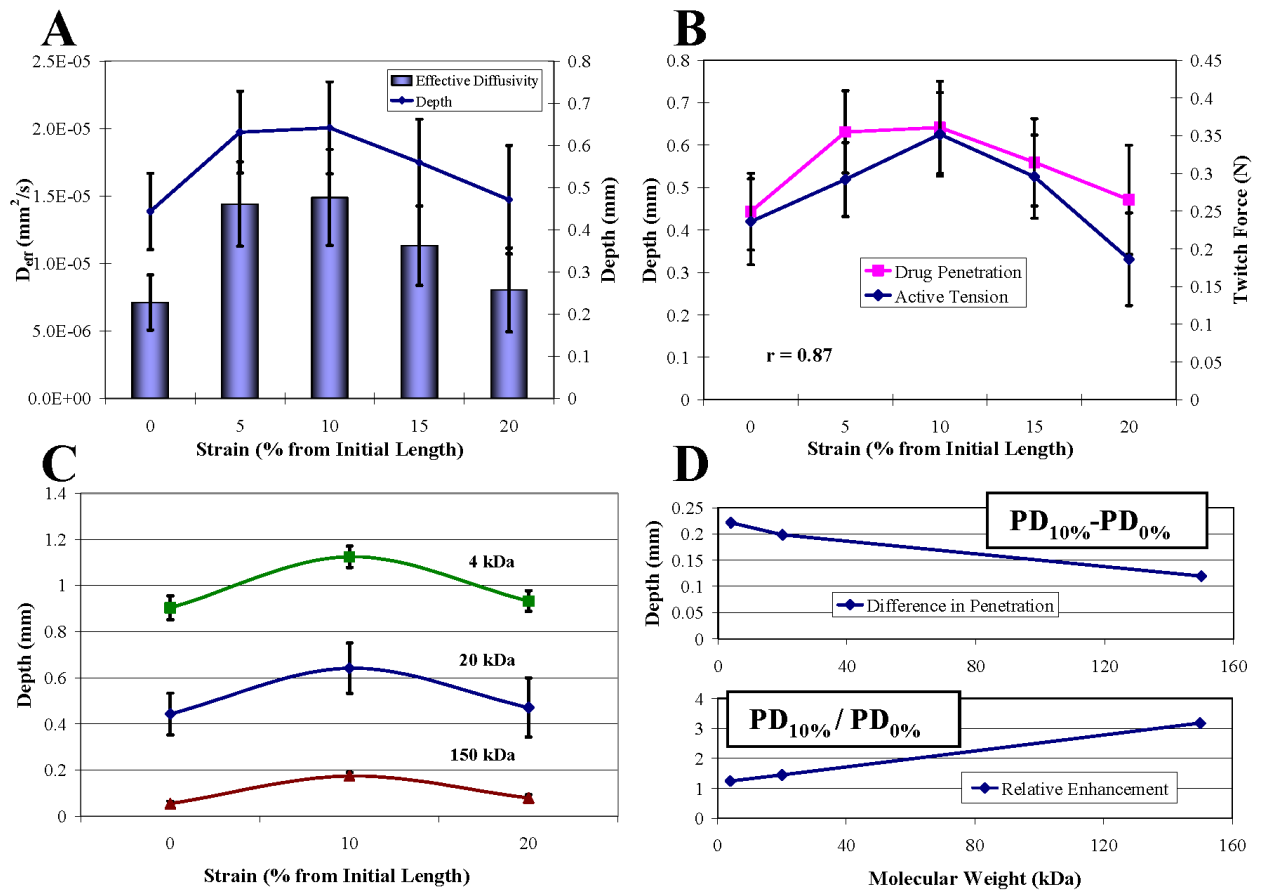 A
2.5E-05
2.0E-05
1.5E-05
1.0E-05
5.0E-06
0.0E+00
Deff (mm2/s)
Effective Diffusivity
Depth
0.8
0.7
0.6
0.5
0.4
0.3
0.2
0.1
0
Depth (mm)
0 5 10 15 20
Strain (% from Initial Length)
B
0.8
0.7
0.6
0.5
0.4
0.3
0.2
0.1
0
Depth (mm)
Drug Penetration
Active Tension
r = 0.87
0.45
0.4
0.35
0.3
0.25
0.2
0.15
0.1
0.05
0
Twitch Force (N)
0 5 10 15 20
Strain (% from Initial Length)
C
1.4
1.2
1
0.8
0.6
0.4
0.2
0
Depth (mm)
4 kDa
20 kDa
150 kDa
0 10 20
Strain (% from Initial Length)
D
0.25
0.2
0.15
0.1
0.05
0
Depth (mm)
PD10%-PD0%
Difference in Penetration
0 40 80 120 160
4
3
2
1
0
PD10% / PD0%
Relative Enhancement
0 40 80 120 160
Molecular Weight (kDa)